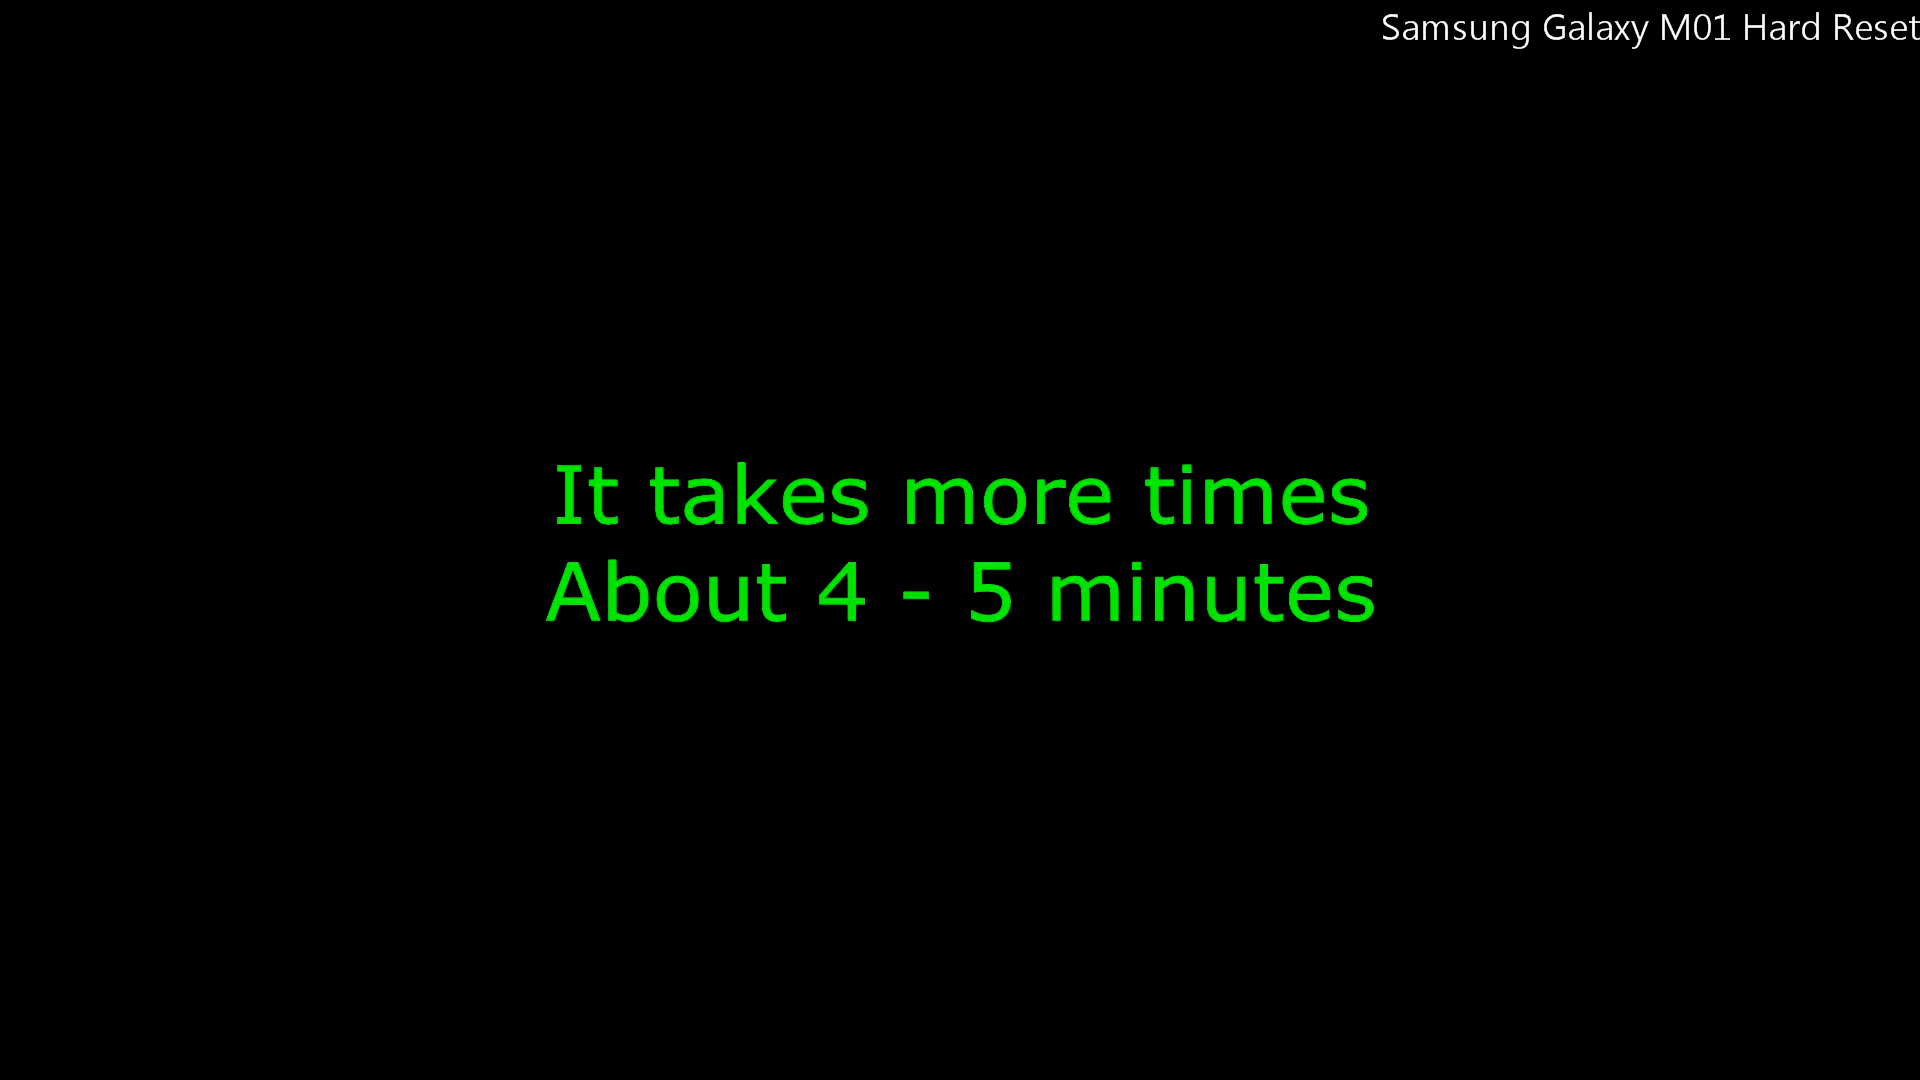 Samsung Galaxy M01 Hard Reset
It takes more times
About 4 - 5 minutes